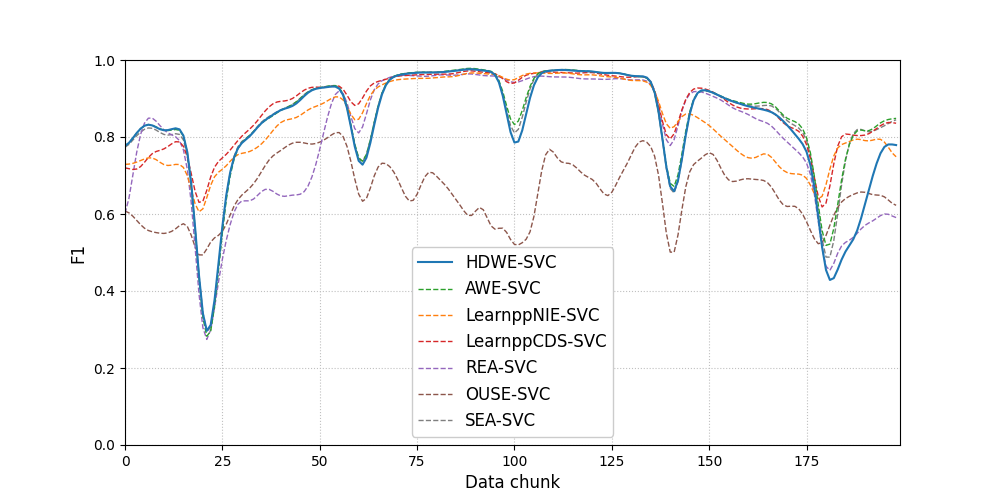 1.0
0.8
0.6
0.4
0.2
0.0
F1
0 25 50 75 100 125 150 175
Data chunk
HDWE-SVC
AWE-SVC
LearnppNIE-SVC
LearnppCDS-SVC
REA-SVC
OUSE-SVC
SEA-SVC